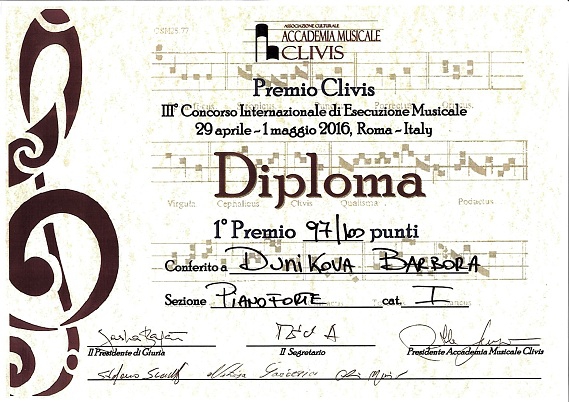 ASSOCIAZIONE CULTURALE
ACCADEMIA MUSICALE
CLIVIS
Premio Clivis
III° Concorso Internazionale di Esecuzione Musicale
29 aprile - 1 maggio 2016, Roma - Italy
Diploma
Virguta Cephalicus Clivis Qualisma Podactus
1° Premio 97/100 punti
Conferito a DUNIKOVA BARBORA
Sezione PIANOFORTE cat. I
Il Presidente di Giuria Il Segretario Presidente Accademia Musicale Clivis